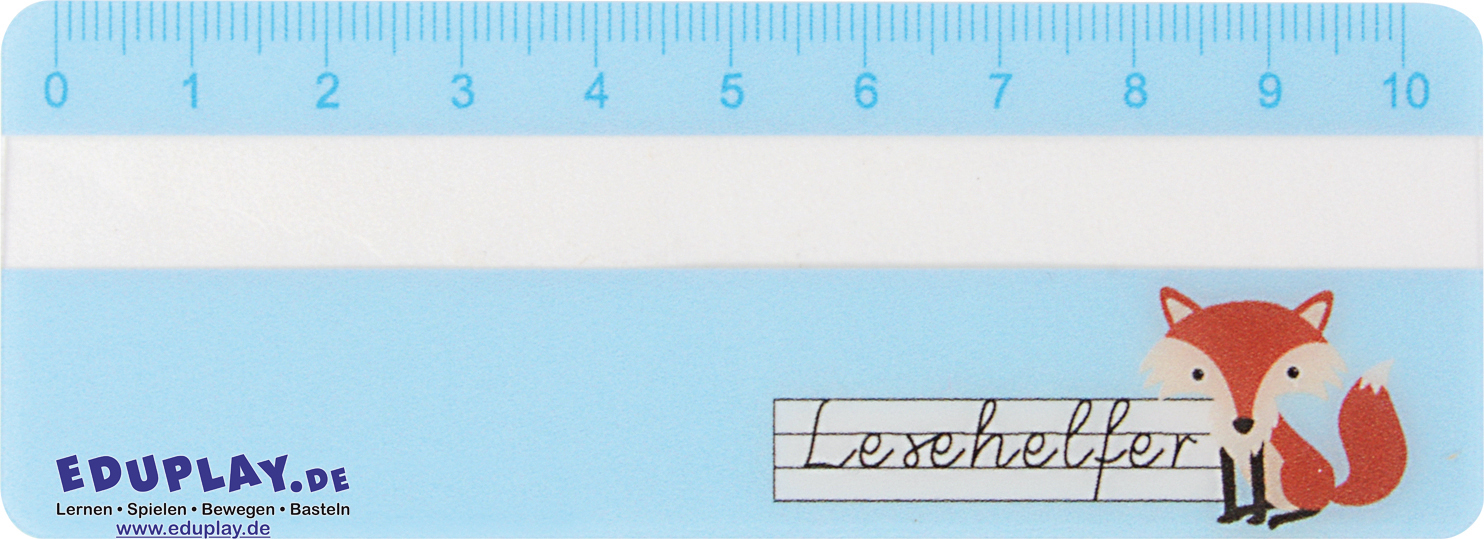 0 1 2 3 4 5 6 7 8 9 10
Lesehelfer
EDUPLAY.DE
Lernen • Spielen • Bewegen • Basteln
www.eduplay.de